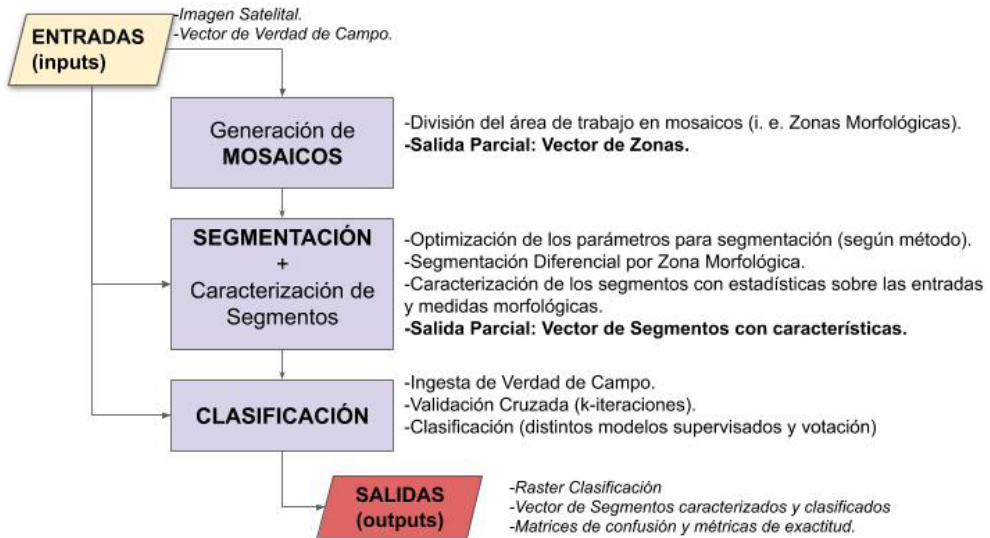 -Imagen Satelital.
-Vector de Verdad de Campo.
ENTRADAS
(inputs)
Generación de
MOSAICOS
-División del área de trabajo en mosaicos (i. e. Zonas Morfológicas).
-Salida Parcial: Vector de Zonas.
SEGMENTACIÓN
+
Caracterización de
Segmentos
-Optimización de los parámetros para segmentación (según método).
-Segmentación Diferencial por Zona Morfológica.
-Caracterización de los segmentos con estadísticas sobre las entradas
y medidas morfológicas.
-Salida Parcial: Vector de Segmentos con características.
CLASIFICACIÓN
-Ingesta de Verdad de Campo.
-Validación Cruzada (k-iteraciones).
-Clasificación (distintos modelos supervisados y votación)
SALIDAS
(outputs)
-Raster Clasificación
-Vector de Segmentos caracterizados y clasificados
-Matrices de confusión y métricas de exactitud.